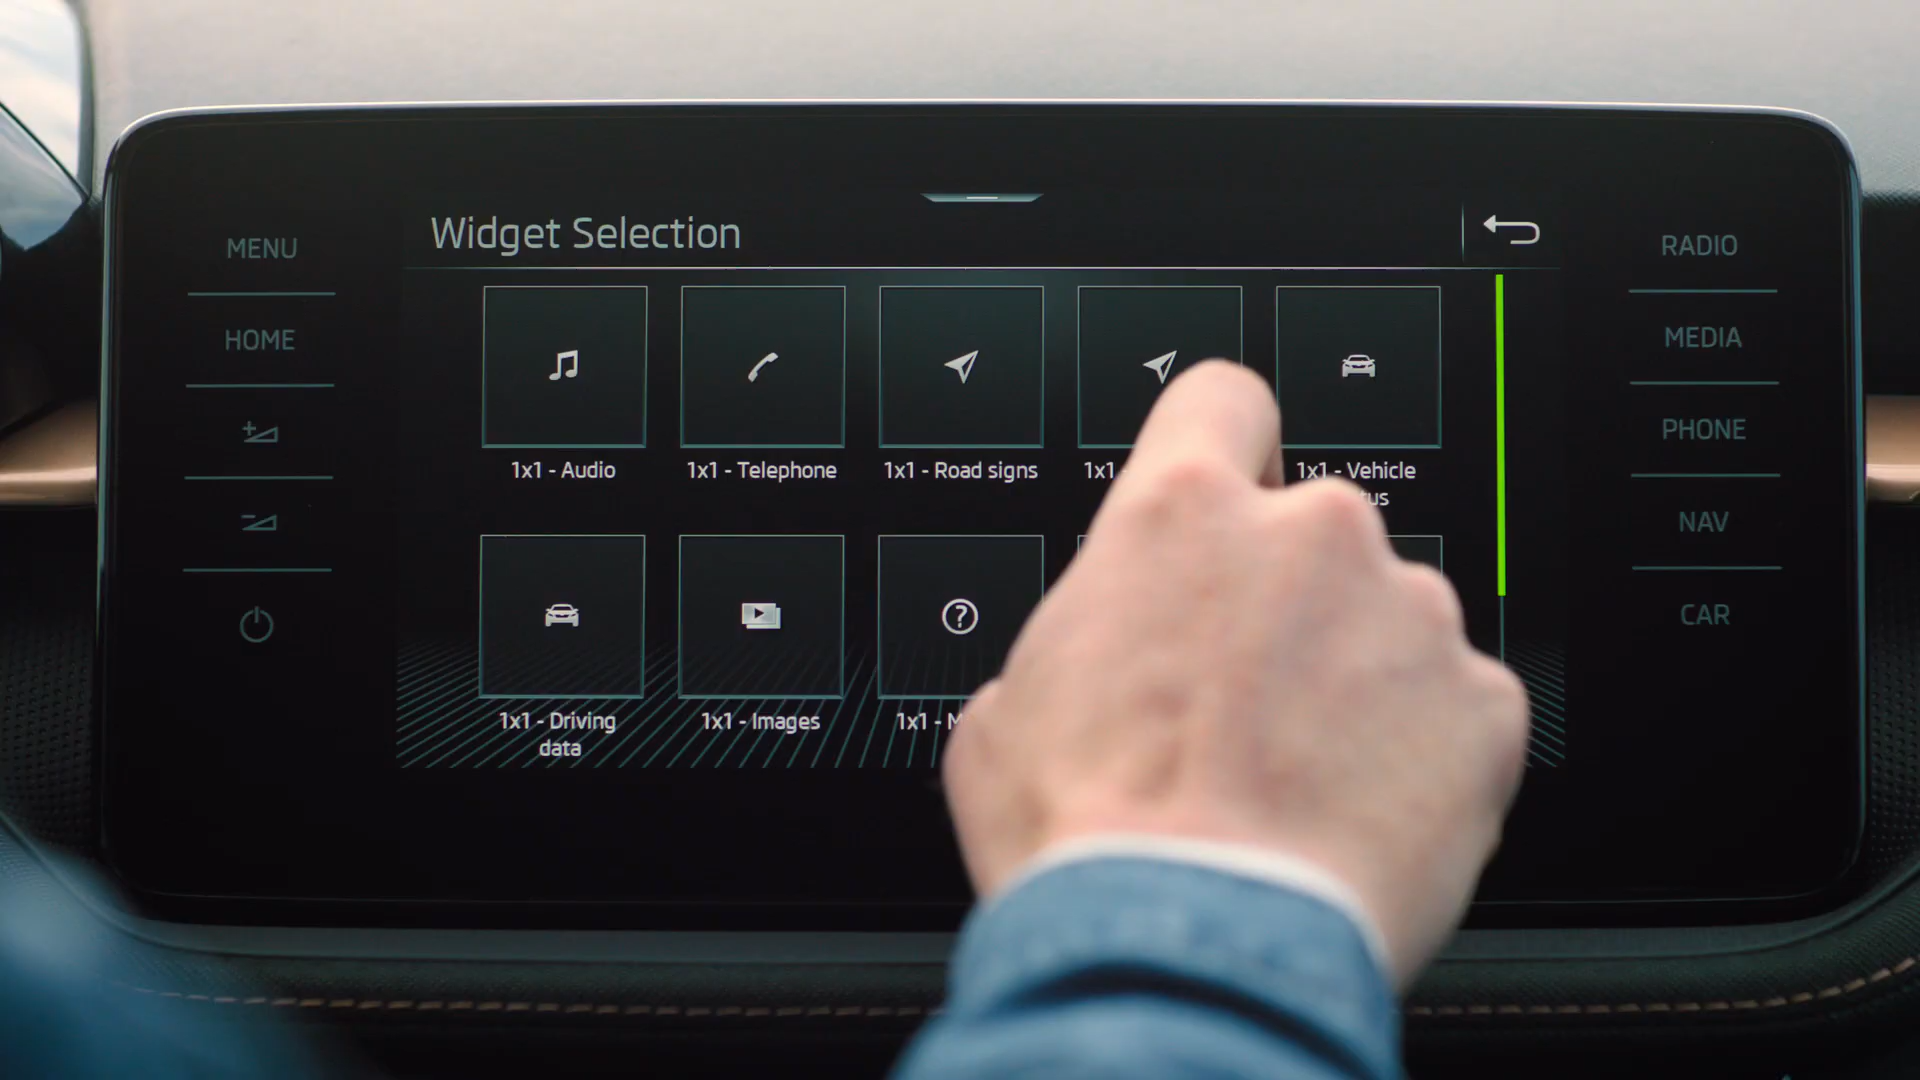 Widget Selection
MENU
HOME
RADIO
MEDIA
PHONE
NAV
CAR
1x1 - Audio
1x1 - Telephone
1x1 - Road signs
1x1 -
1x1 - Vehicle
1x1 - Driving
data
1x1 - Images
1x1 -